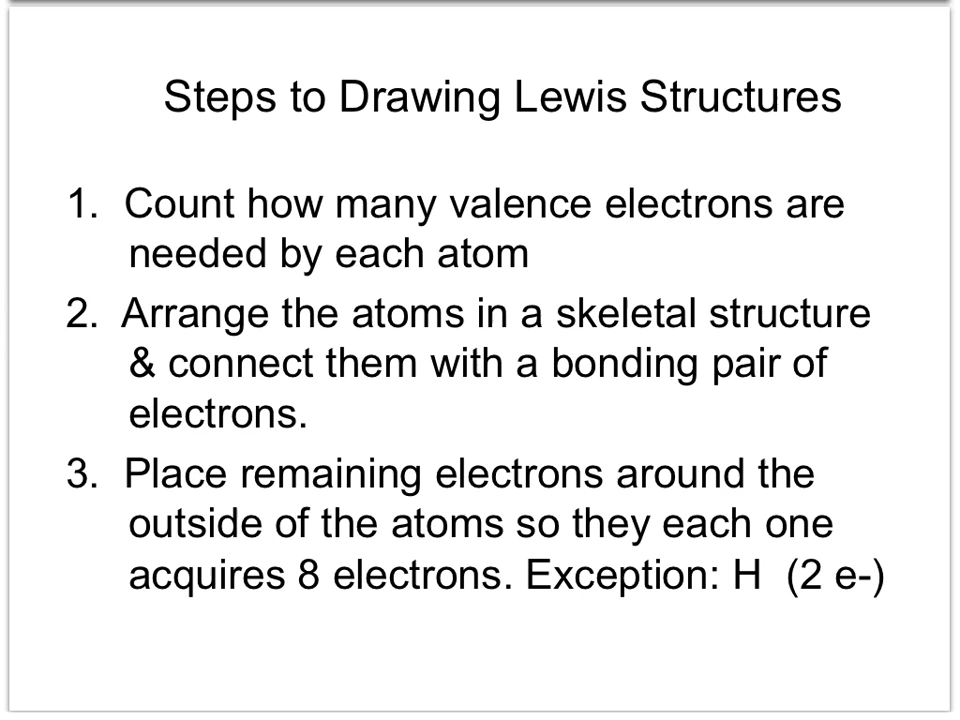 Steps to Drawing Lewis Structures
1. Count how many valence electrons are
needed by each atom
2. Arrange the atoms in a skeletal structure
& connect them with a bonding pair of
electrons.
3. Place remaining electrons around the
outside of the atoms so they each one
acquires 8 electrons. Exception: H (2 e-)